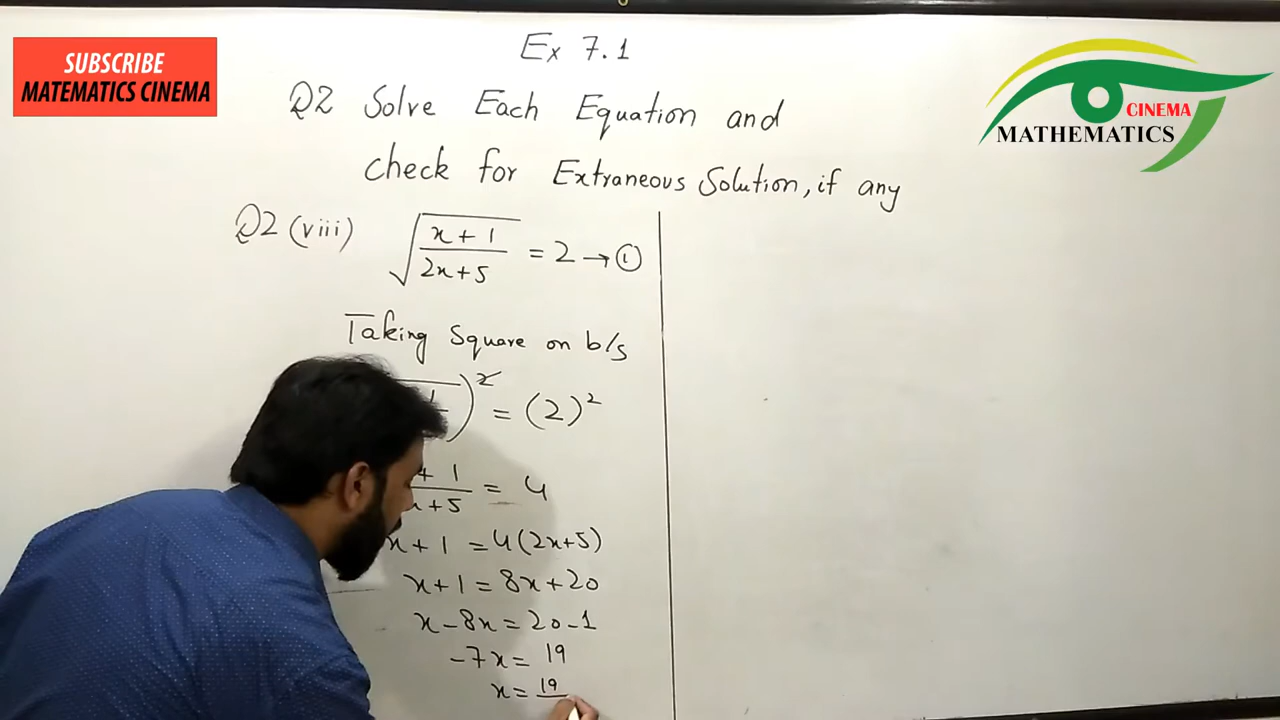 SUBSCRIBE
MATEMATICS CINEMA
CINEMA
MATHEMATICS
Ex 7.1
Q2 Solve Each Equation and
check for Extraneous Solution, if any
Q2 (viii) √((x+1)/(2x+5)) = 2 → ①
Taking Square on b/s
)² = (2)²
+ 1 / x+5 = 4
x + 1 = 4(2x+5)
x+1 = 8x+20
x - 8x = 20 - 1
-7x = 19
x = 19